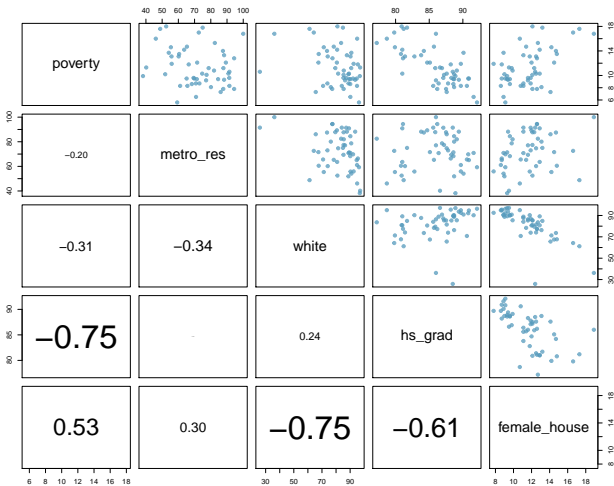 40 50 60 70 80 90 100
80 85 90
poverty
6 8 10 12 14 16 18
40 60 80 100
−0.20
metro_res
−0.31
−0.34
white
30 50 70 90
80 85 90
−0.75
0.24
hs_grad
0.53
0.30
−0.75
−0.61
female_house
8 10 12 14 16 18
6 8 10 12 14 16 18
30 50 70 90
8 10 12 14 16 18